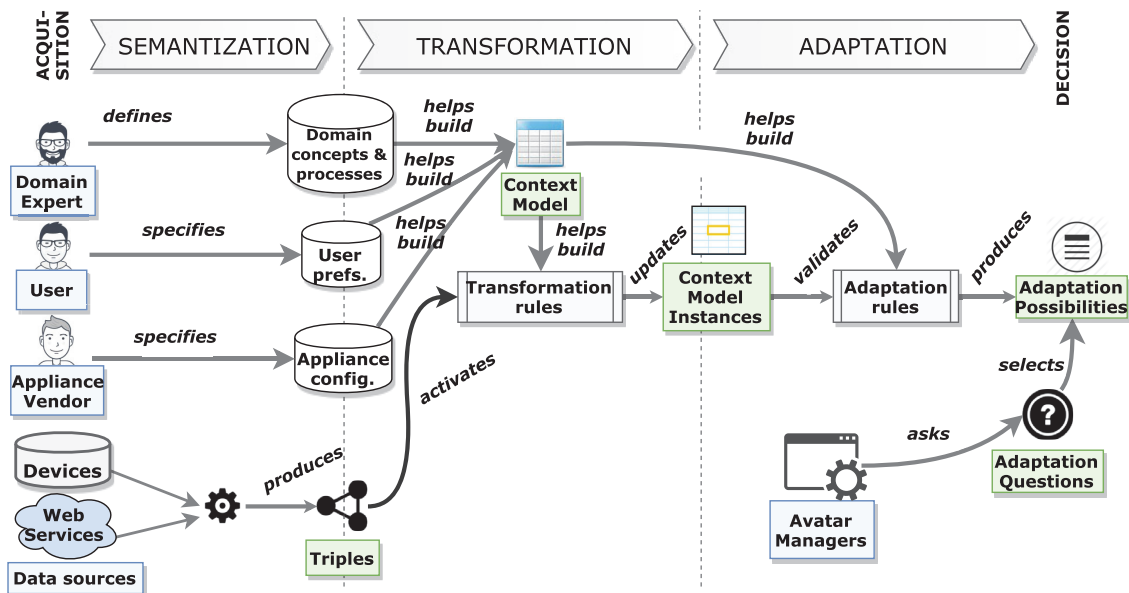 ACQUI-
SITION
SEMANTIZATION
TRANSFORMATION
ADAPTATION
DECISION
defines
helps
build
helps
build
Domain
concepts &
processes
helps
build
Domain
Expert
Context
Model
specifies
helps
build
helps
build
User
User
prefs.
updates
validates
produces
Transformation
rules
Context
Model
Instances
Adaptation
rules
Adaptation
Possibilities
specifies
Appliance
config.
activates
selects
Appliance
Vendor
?
asks
Devices
produces
Adaptation
Questions
Web
Services
Avatar
Managers
Triples
Data sources